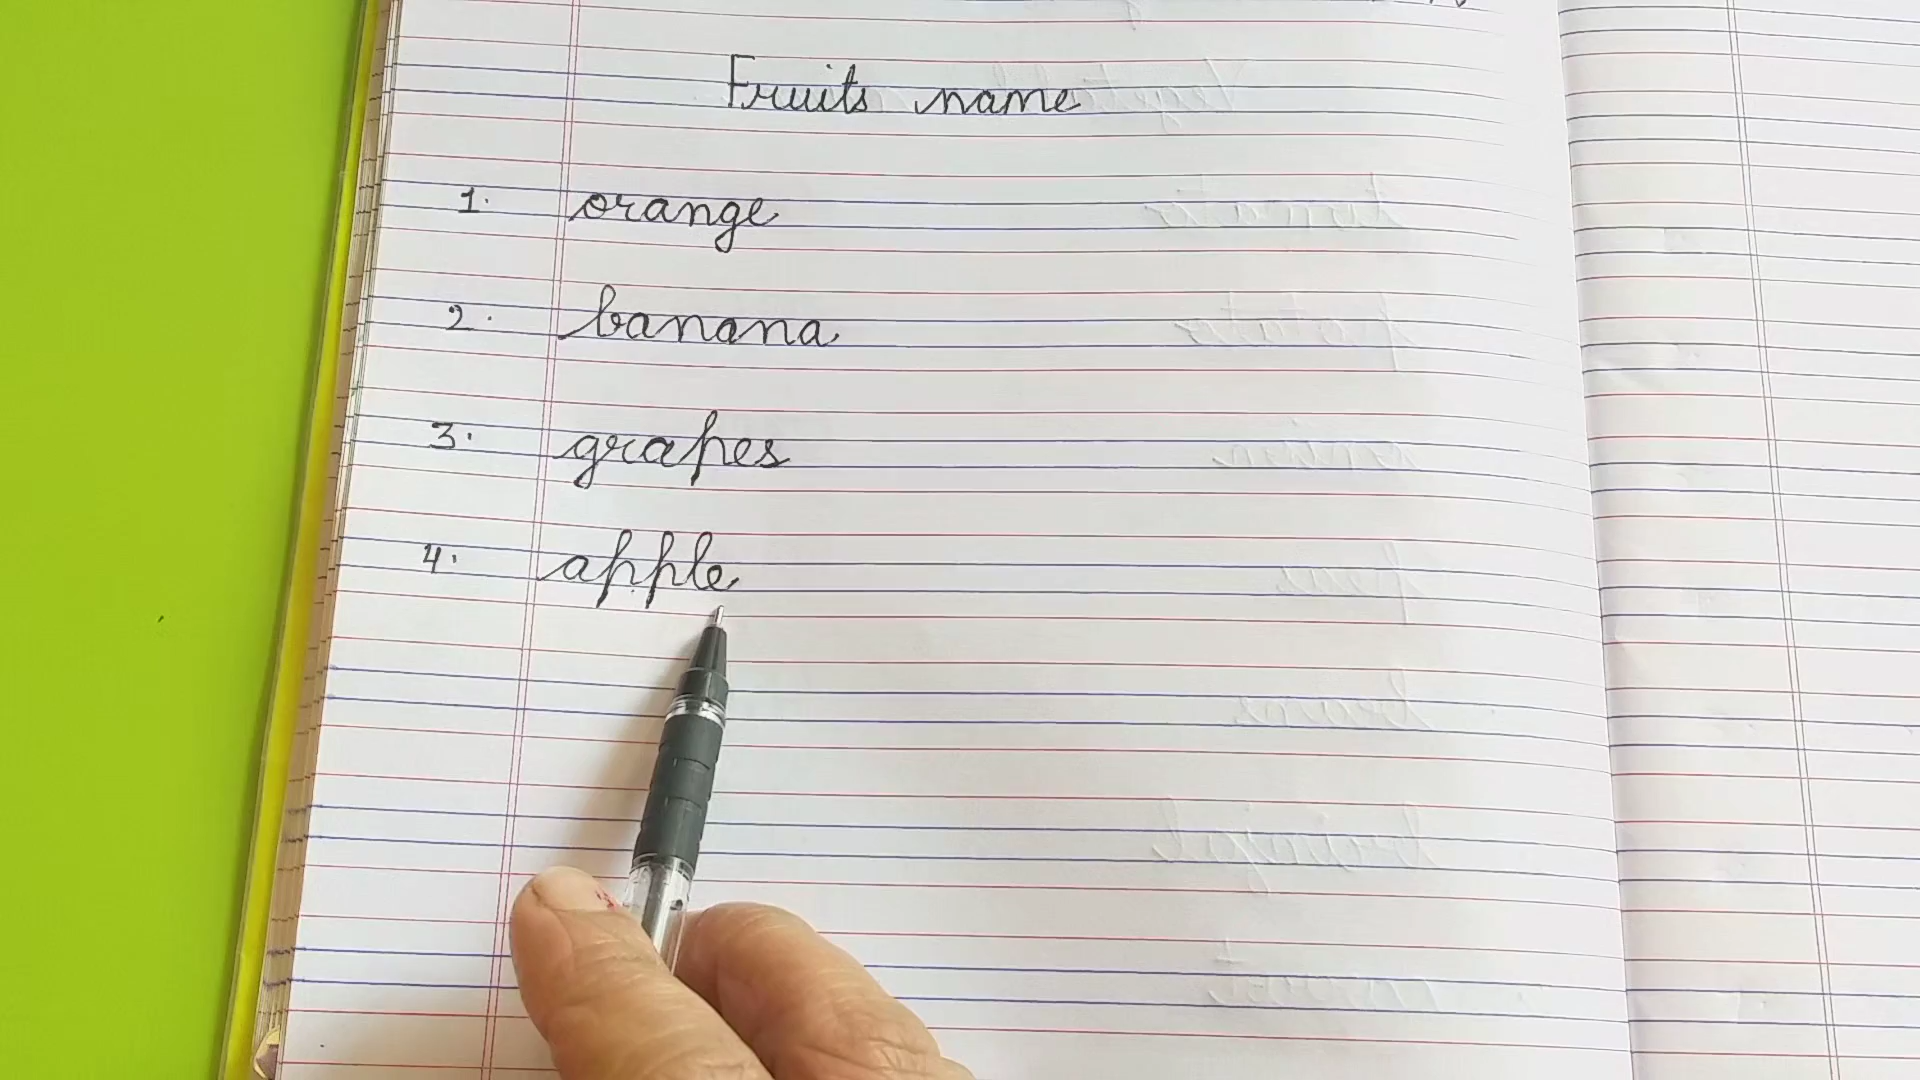 Fruits name
1. orange
2. banana
3. grapes
4. apple